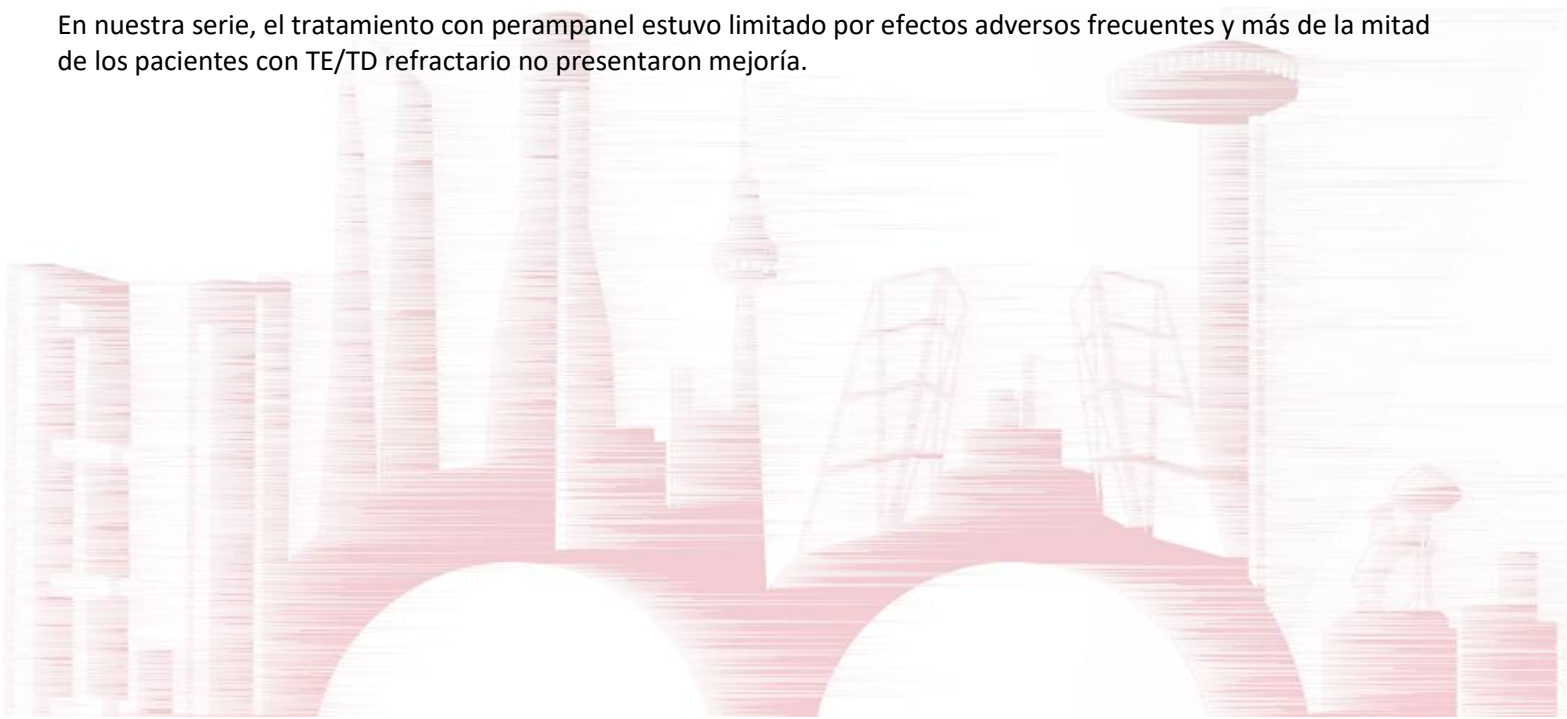 En nuestra serie, el tratamiento con perampanel estuvo limitado por efectos adversos frecuentes y más de la mitad
de los pacientes con TE/TD refractario no presentaron mejoría.